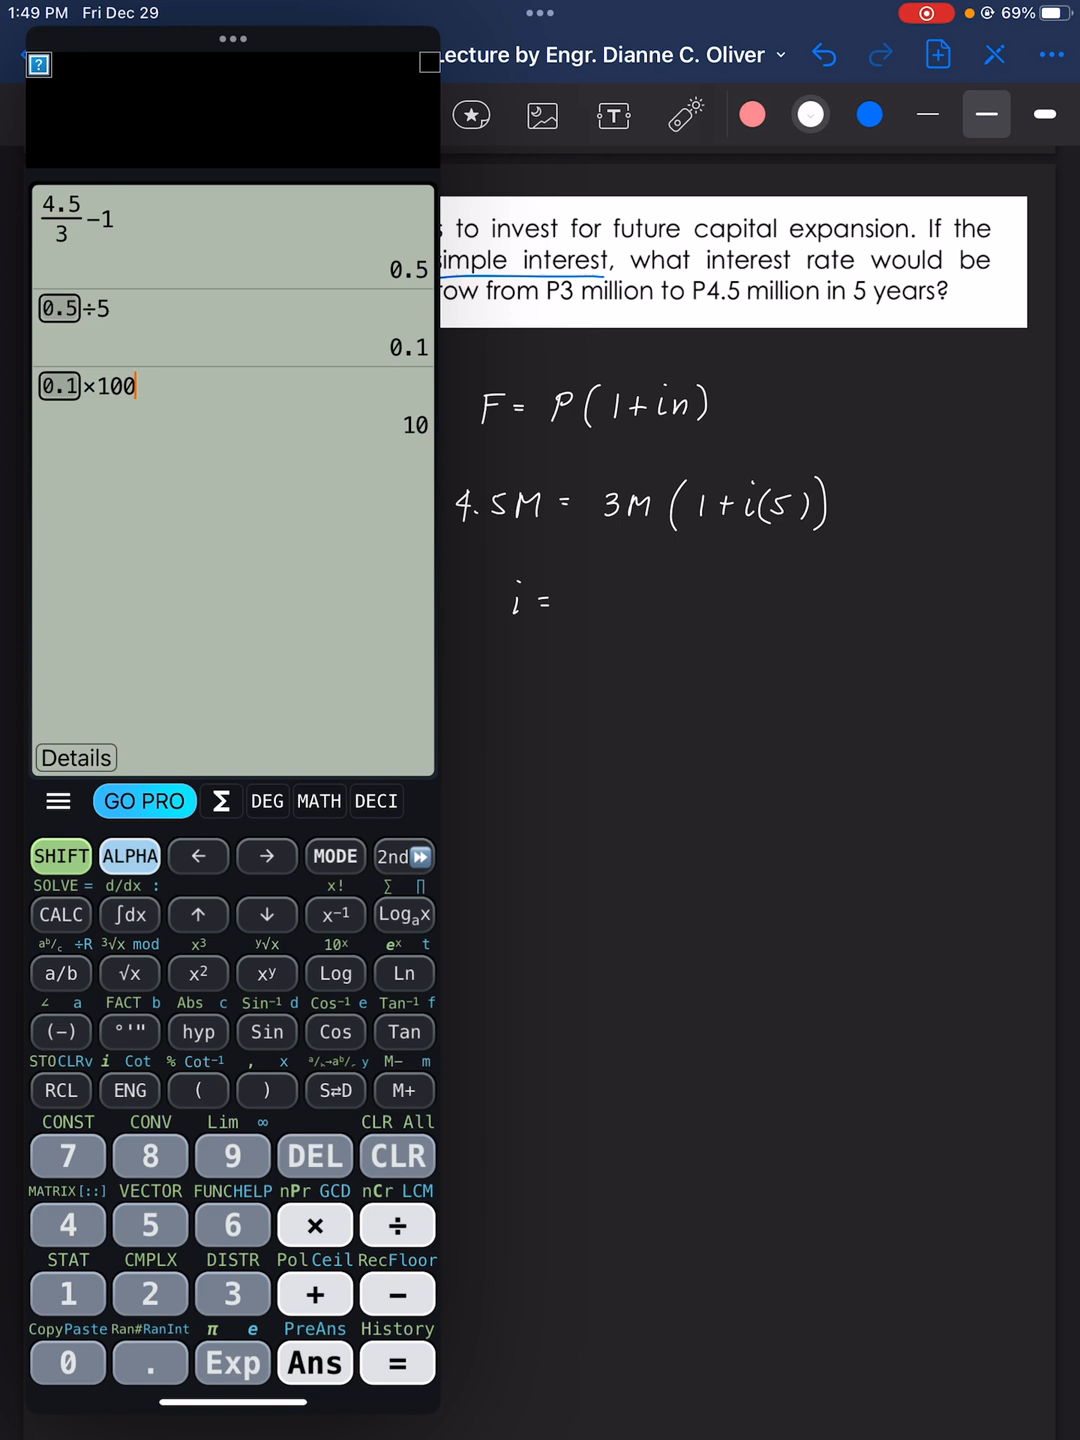 1:49 PM Fri Dec 29
69%
Lecture by Engr. Dianne C. Oliver
T
?
4.5
3
-1
0.5
0.5÷5
0.1
0.1×100
10
Details
to invest for future capital expansion. If the
simple interest, what interest rate would be
row from P3 million to P4.5 million in 5 years?
F = P(1+in)
4.5M = 3M(1+i(5))
i =
GO PRO Σ DEG MATH DECI
SHIFT ALPHA ← → MODE 2nd
SOLVE = d/dx : x! ∑ ∏
CALC ∫dx ↑ ↓ x⁻¹ Logₐx
aᵇ/꜀ ÷R ³√x mod x³ ʸ√x 10ˣ eˣ t
a/b √x x² xʸ Log Ln
∠ a FACT b Abs c Sin⁻¹ d Cos⁻¹ e Tan⁻¹ f
(−) °'" hyp Sin Cos Tan
STO CLRv i Cot % Cot⁻¹ , x y M− m
RCL ENG ( ) S⇄D M+
CONST CONV Lim ∞ CLR All
7 8 9 DEL CLR
MATRIX[::] VECTOR FUNC HELP nPr GCD nCr LCM
4 5 6 × ÷
STAT CMPLX DISTR Pol Ceil Rec Floor
1 2 3 + −
Copy Paste Ran# RanInt π e PreAns History
0 . Exp Ans =